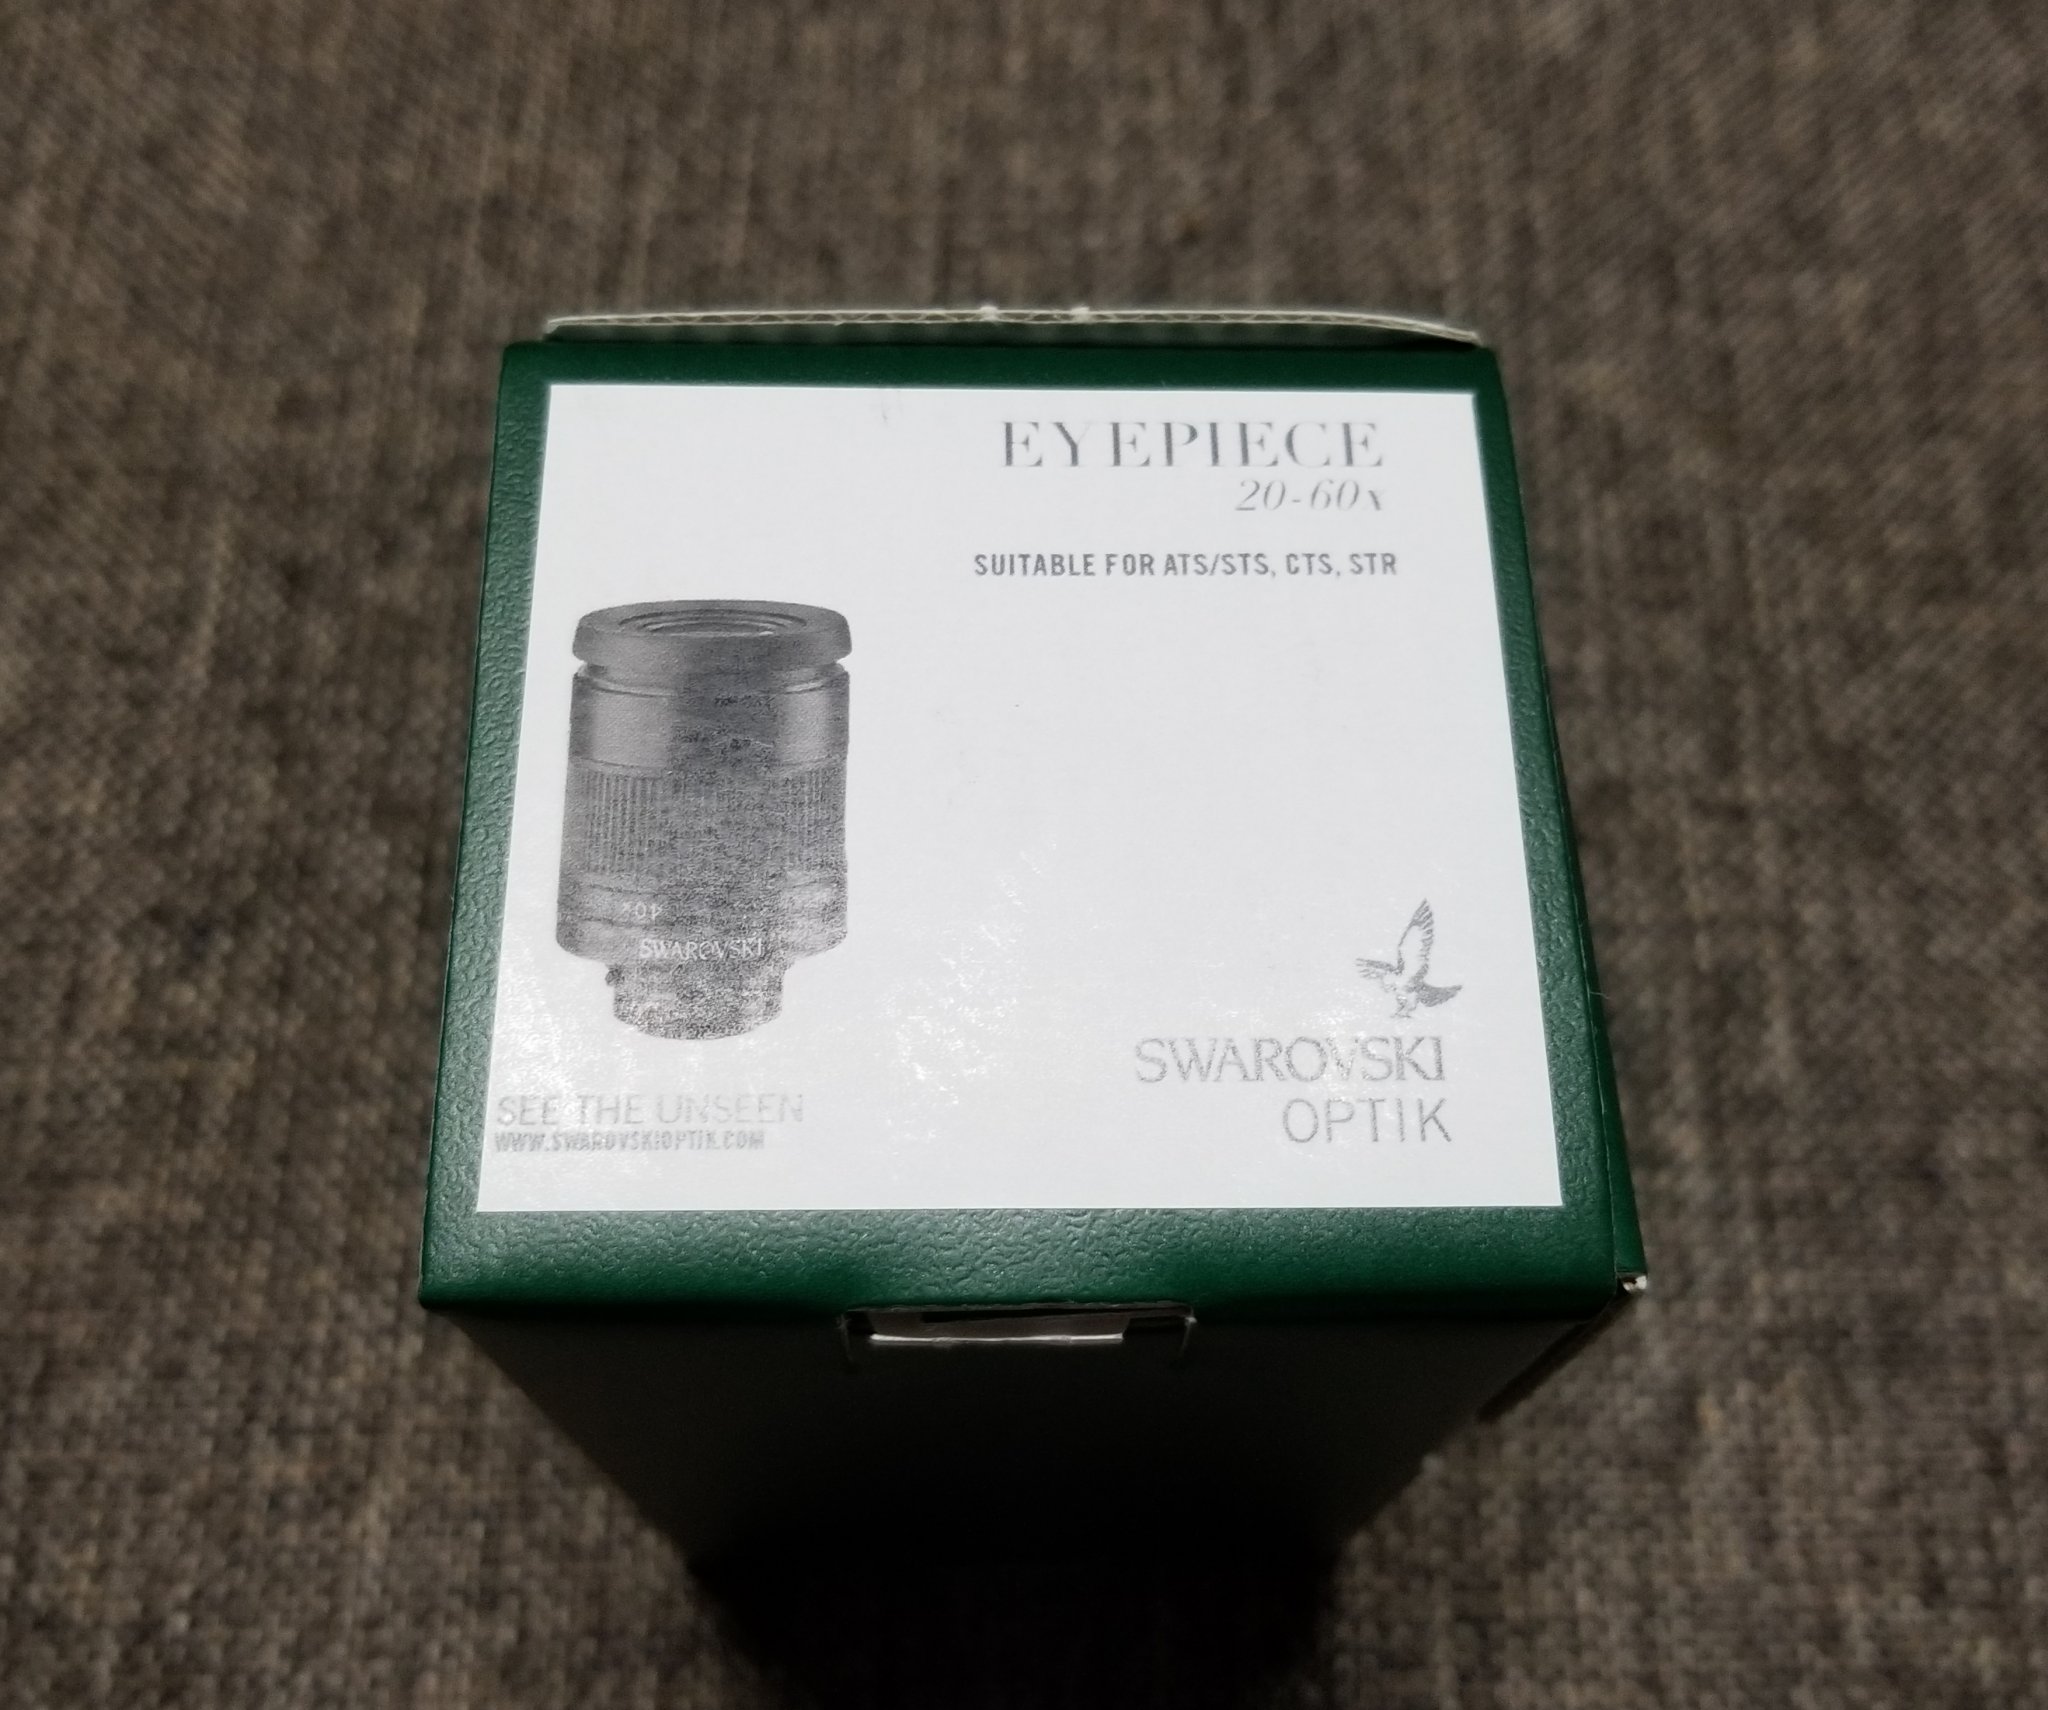 EYEPIECE
20-60x
SUITABLE FOR ATS/STS, CTS, STR
SWAROVSKI
SEE THE UNSEEN
WWW.SWAROVSKIOPTIK.COM
SWAROVSKI
OPTIK